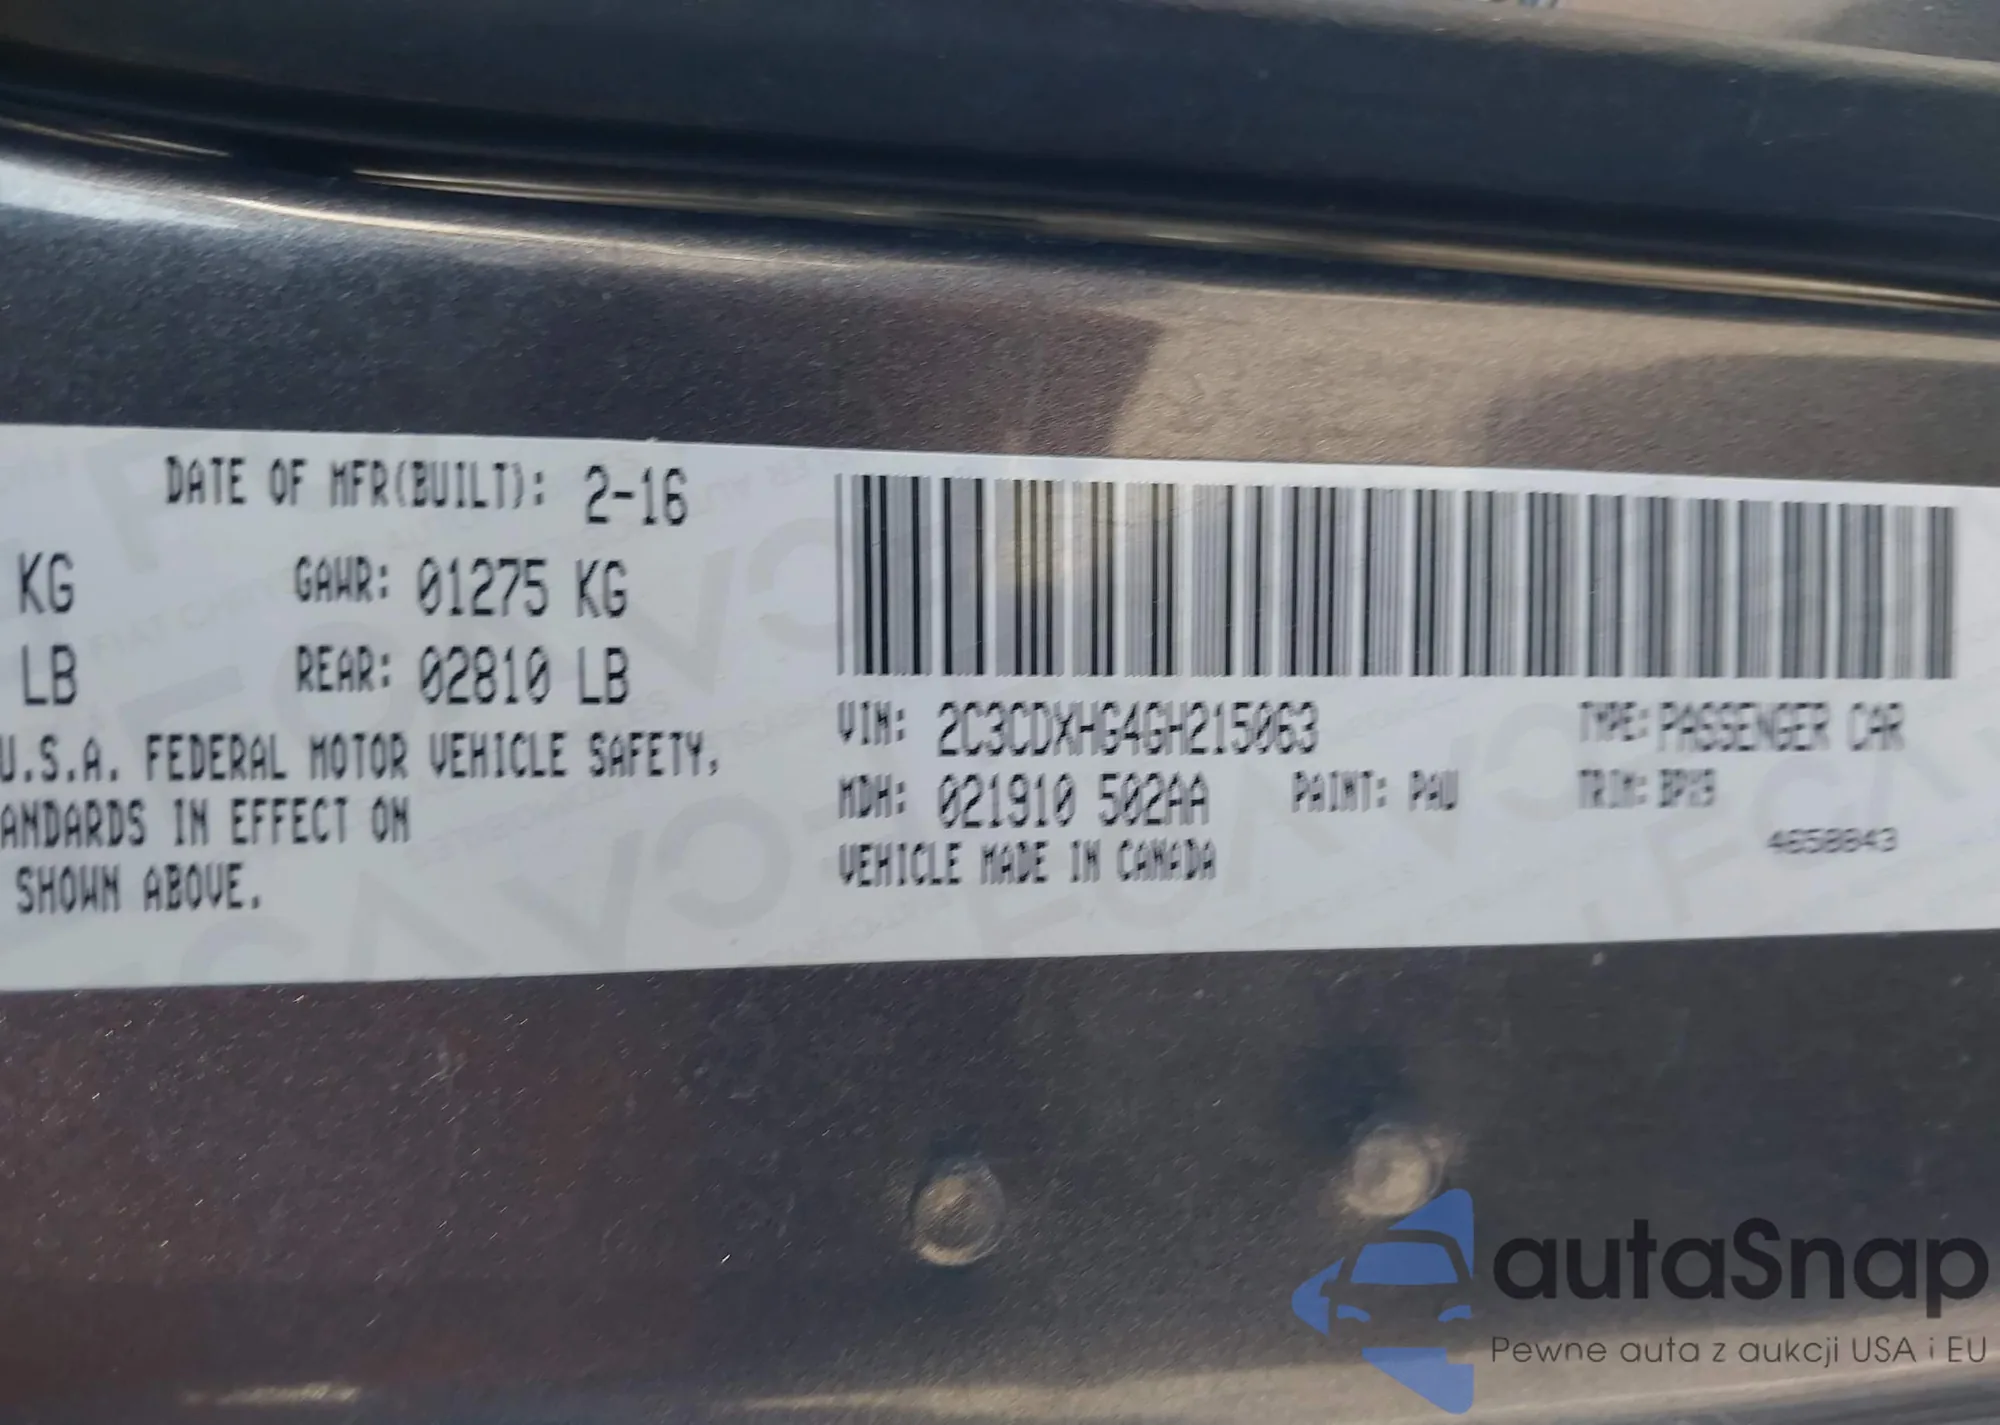 DATE OF MFR(BUILT): 2-16
KG GAWR: 01275 KG
LB REAR: 02810 LB
U.S.A. FEDERAL MOTOR VEHICLE SAFETY,
ANDARDS IN EFFECT ON
SHOWN ABOVE.
VIN: 2C3CDXHG4GH215063 TYPE: PASSENGER CAR
MDH: 021910 502AA PAINT: PAU TRIM: BPX9
VEHICLE MADE IN CANADA
4658843
autaSnap
Pewne auta z aukcji USA i EU